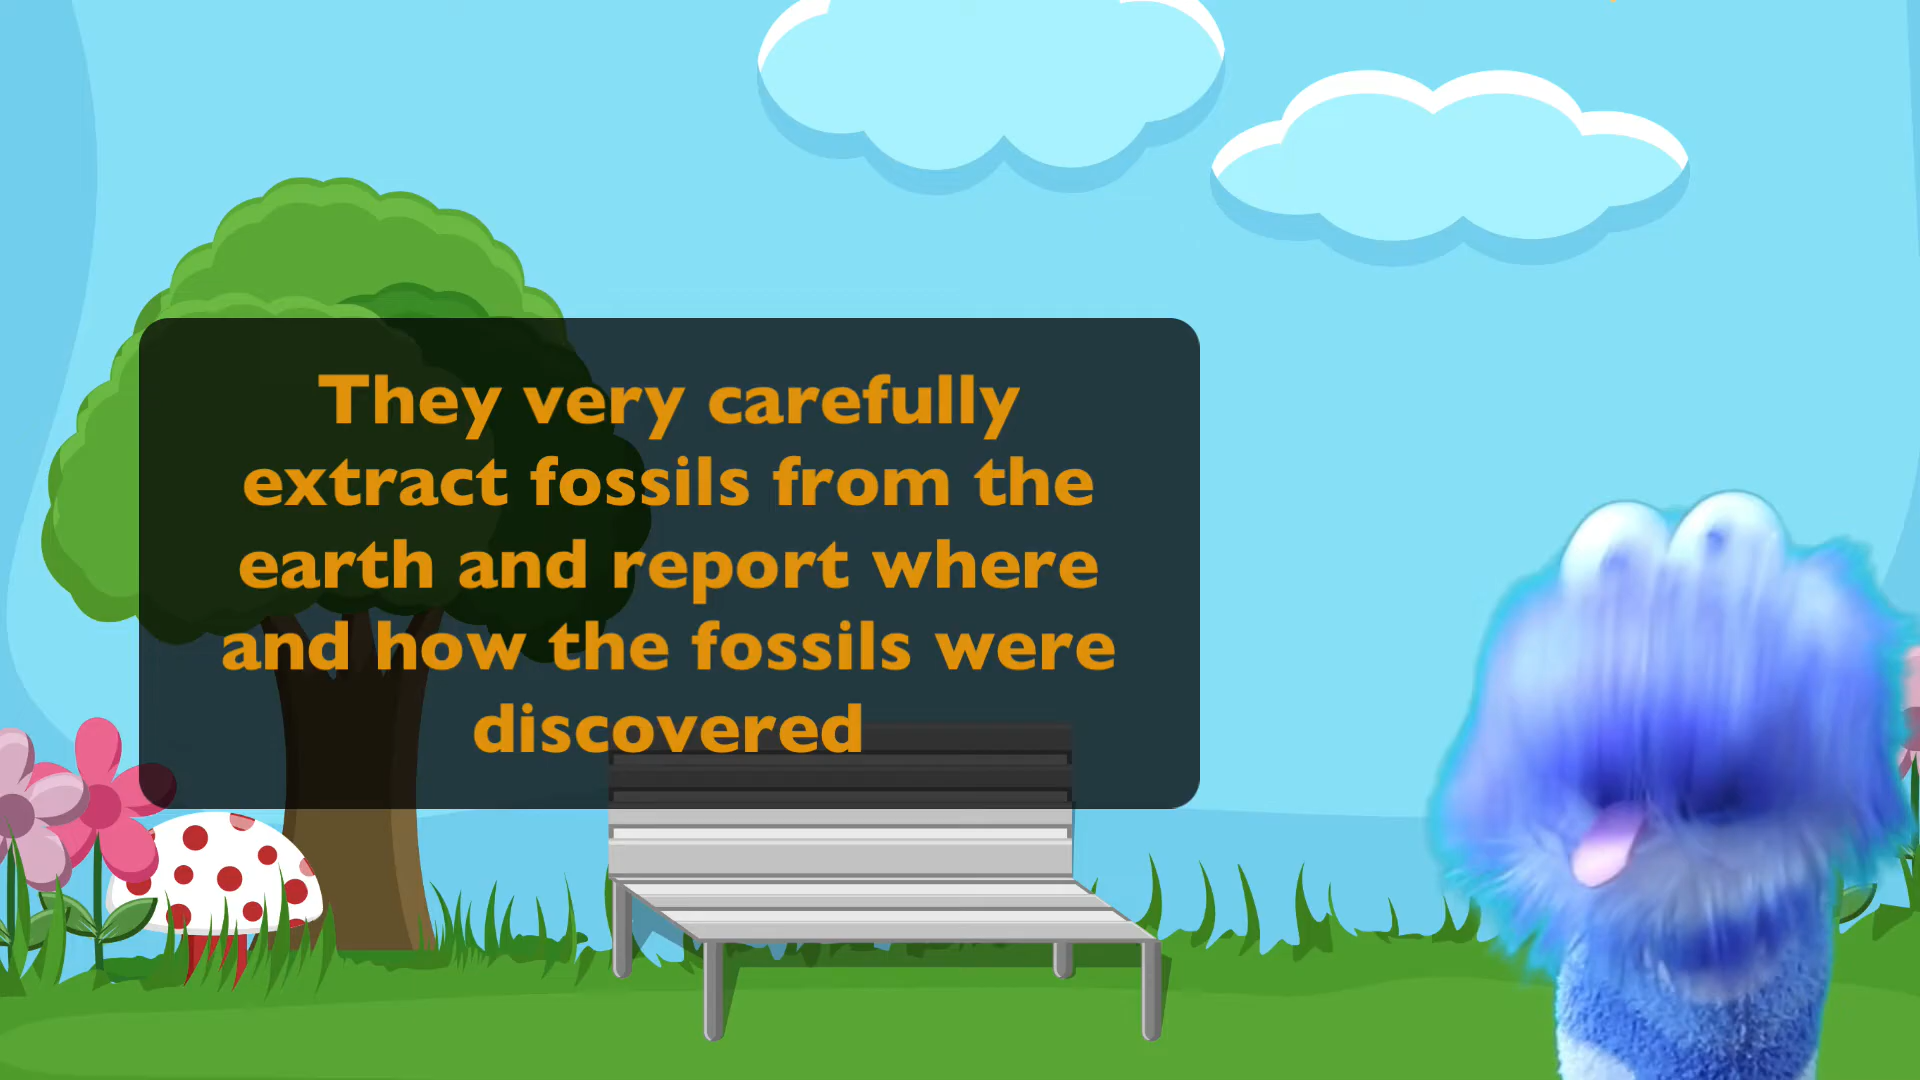 They very carefully
extract fossils from the
earth and report where
and how the fossils were
discovered